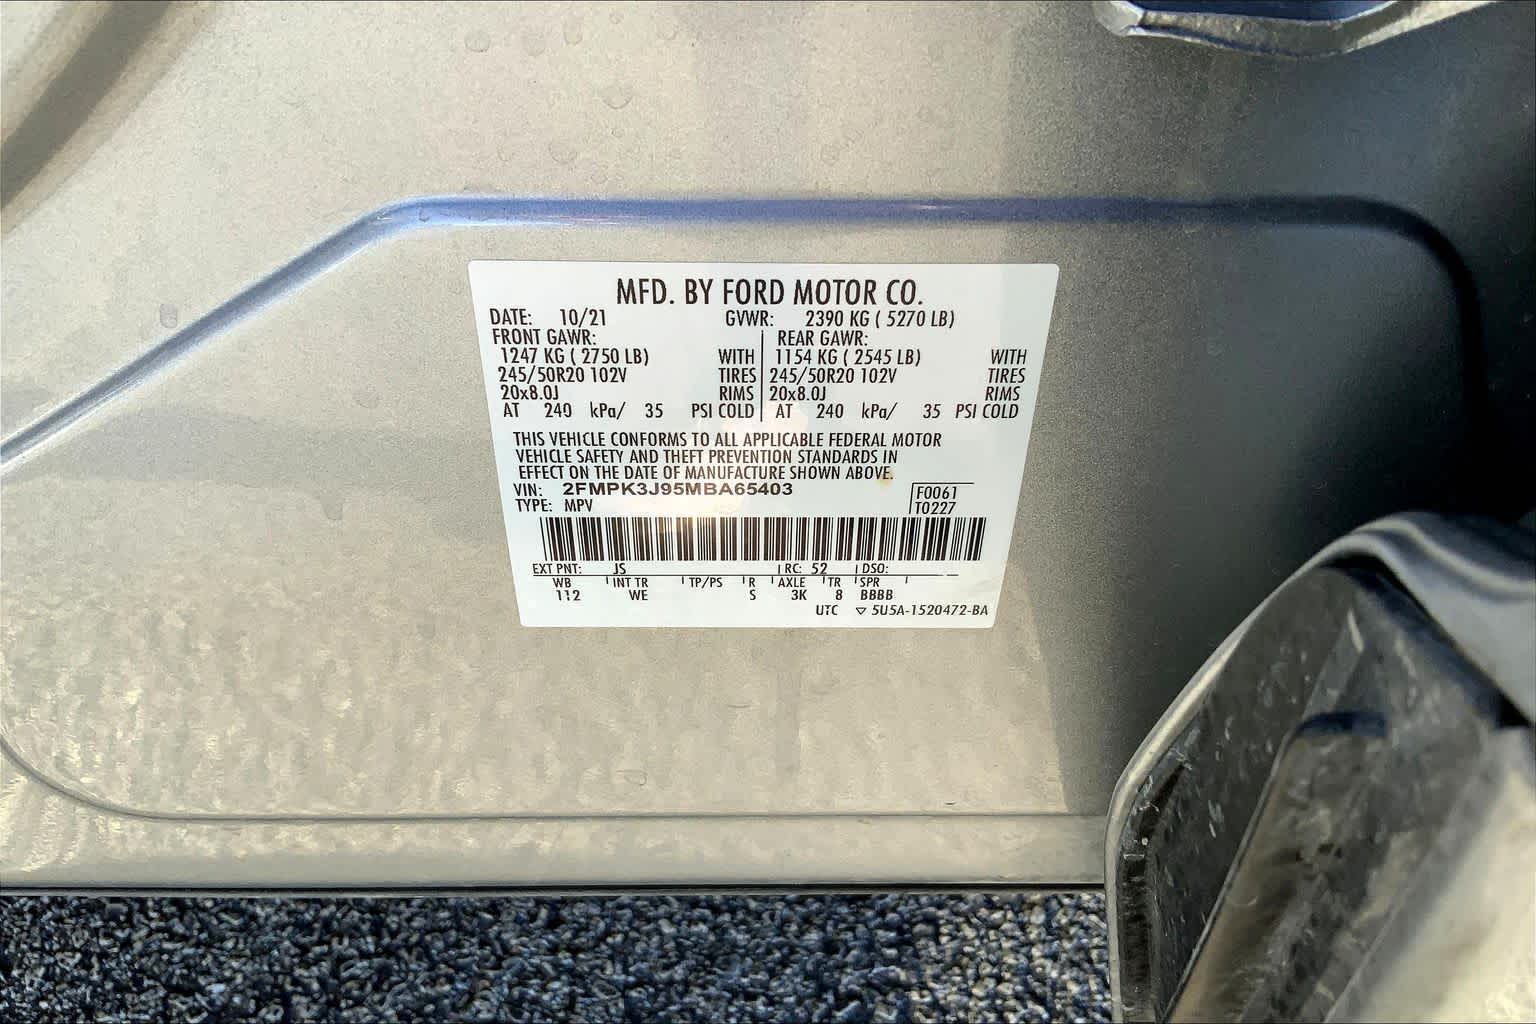 MFD. BY FORD MOTOR CO.
DATE: 10/21 GVWR: 2390 KG ( 5270 LB)
FRONT GAWR: REAR GAWR:
1247 KG ( 2750 LB) WITH 1154 KG ( 2545 LB) WITH
245/50R20 102V TIRES 245/50R20 102V TIRES
20x8.0J RIMS 20x8.0J RIMS
AT 240 kPa/ 35 PSI COLD AT 240 kPa/ 35 PSI COLD
THIS VEHICLE CONFORMS TO ALL APPLICABLE FEDERAL MOTOR
VEHICLE SAFETY AND THEFT PREVENTION STANDARDS IN
EFFECT ON THE DATE OF MANUFACTURE SHOWN ABOVE.
VIN: 2FMPK3J95MBA65403 F0061
TYPE: MPV T0227
EXT PNT: JS RC: 52 DSO:
WB INT TR TP/PS R AXLE TR SPR
112 WE S 3K 8 BBBB
UTC ▽ 5U5A-1520472-BA